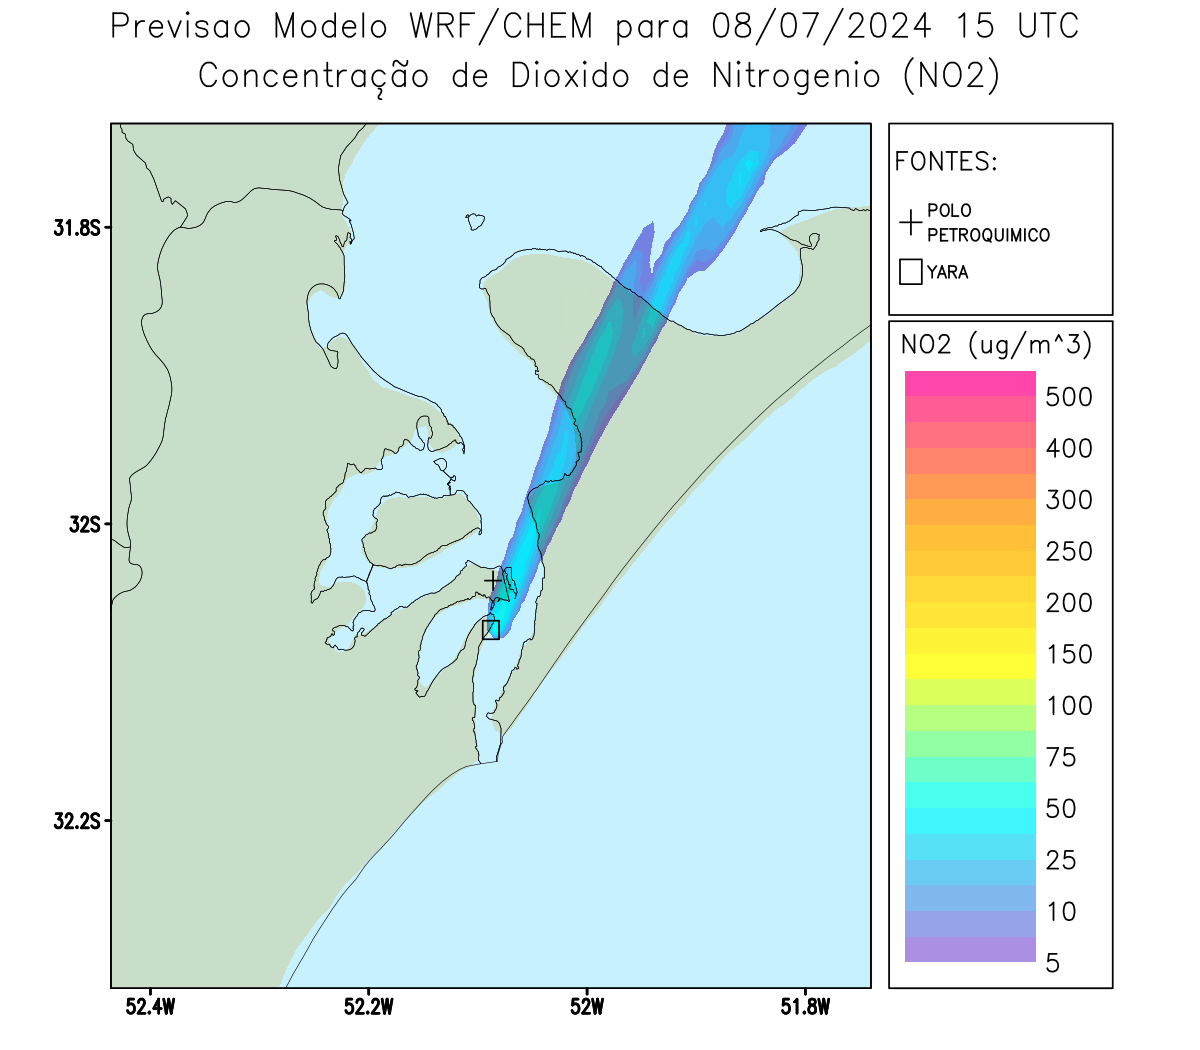 Previsao Modelo WRF/CHEM para 08/07/2024 15 UTC
Concentração de Dioxido de Nitrogenio (NO2)
FONTES:
POLO
PETROQUIMICO
YARA
NO2 (ug/m^3)
500
400
300
250
200
150
100
75
50
25
10
5
31.8S
32S
32.2S
52.4W
52.2W
52W
51.8W